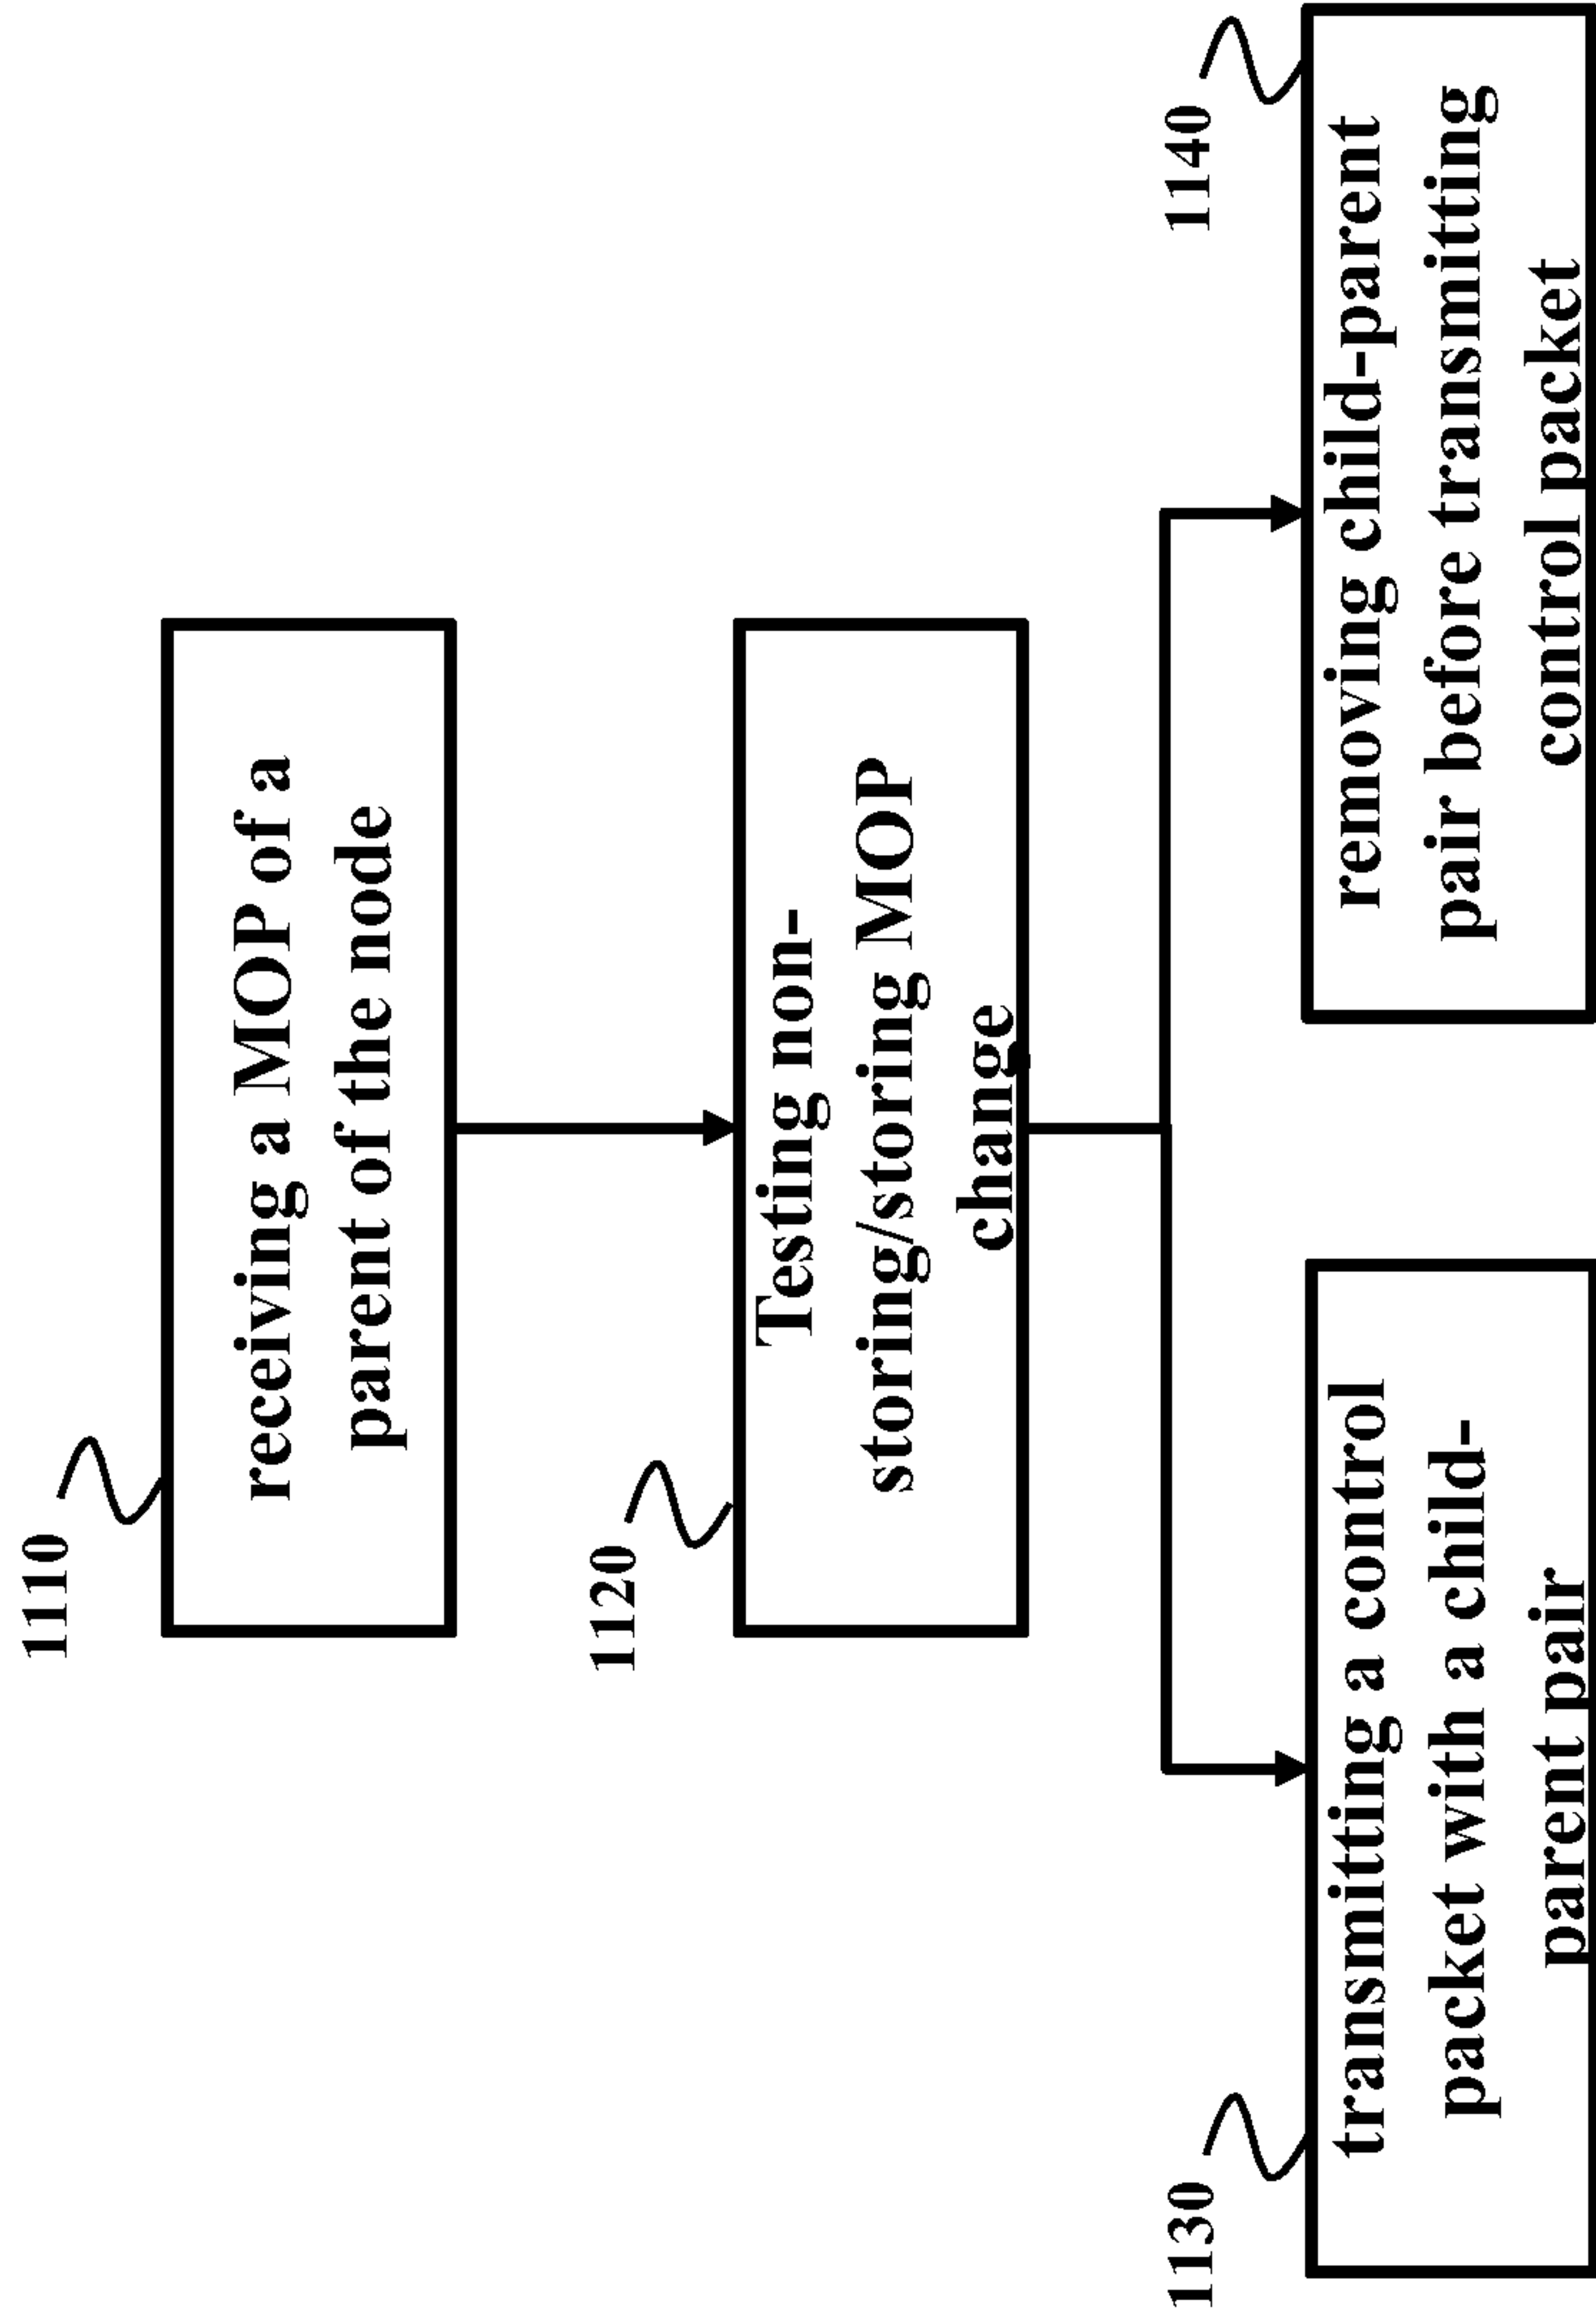 1110
receiving a MOP of a
parent of the node
1120
Testing non-
storing/storing MOP
change
1130
transmitting a control
packet with a child-
parent pair
1140
removing child-parent
pair before transmitting
control packet